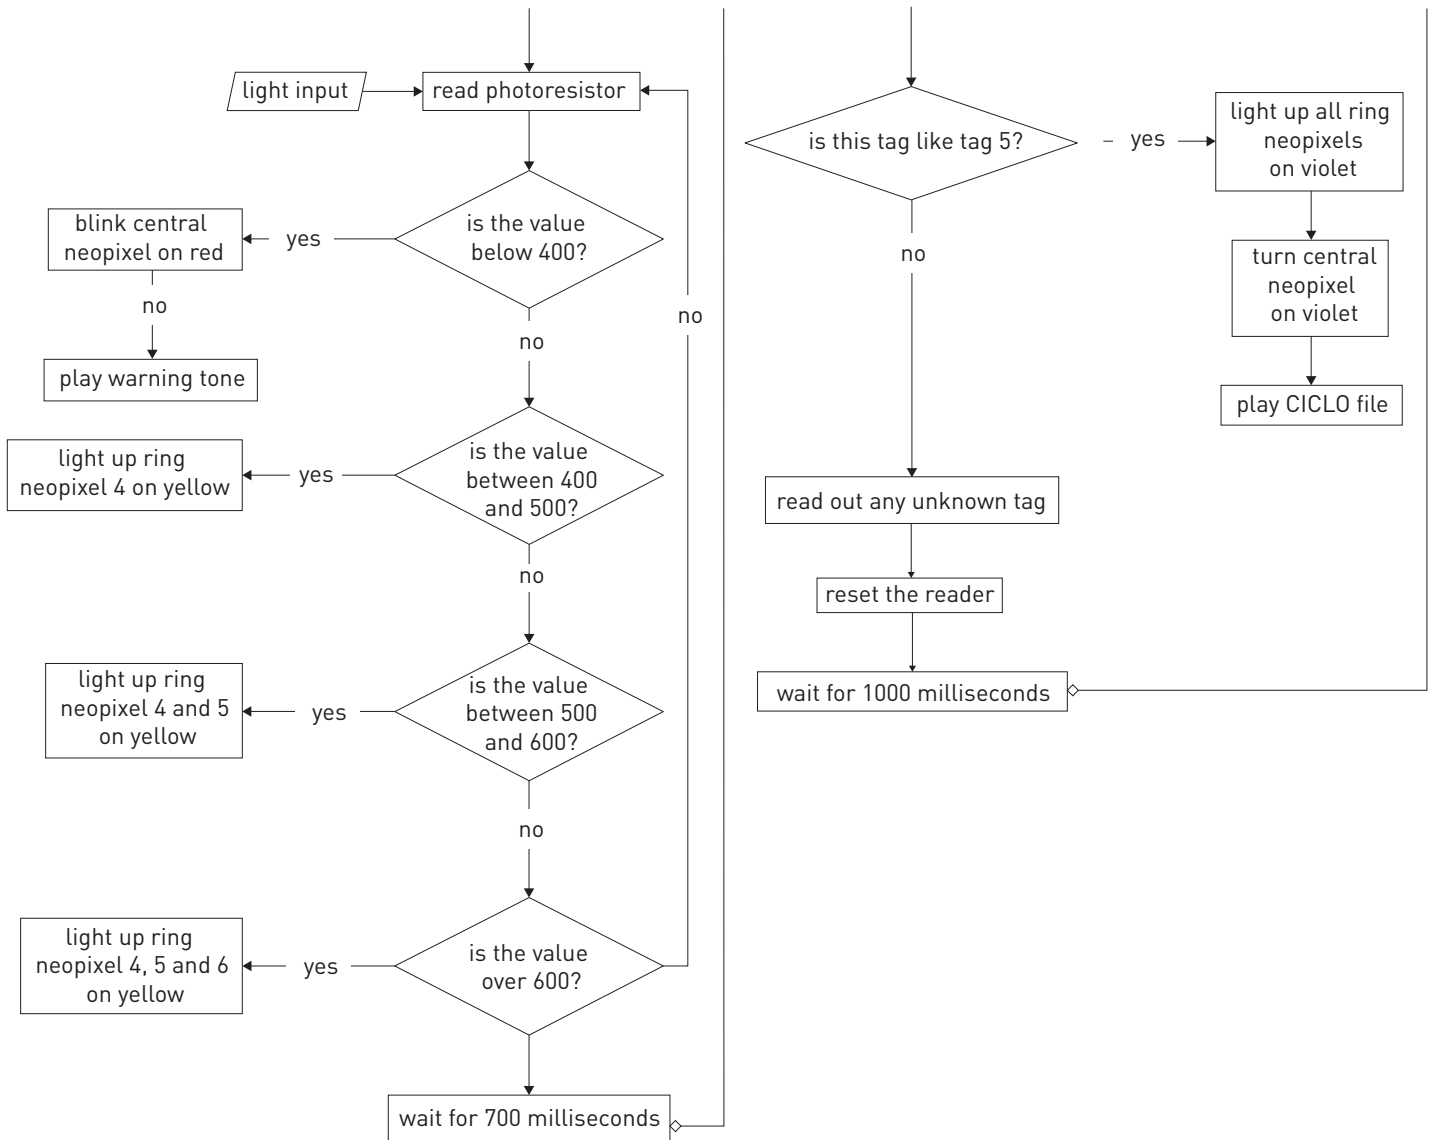 light input
read photoresistor
is the value
below 400?
yes
blink central
neopixel on red
no
play warning tone
no
no
is the value
between 400
and 500?
yes
light up ring
neopixel 4 on yellow
no
is the value
between 500
and 600?
yes
light up ring
neopixel 4 and 5
on yellow
no
is the value
over 600?
yes
light up ring
neopixel 4, 5 and 6
on yellow
wait for 700 milliseconds
is this tag like tag 5?
– yes
light up all ring
neopixels
on violet
turn central
neopixel
on violet
play CICLO file
no
read out any unknown tag
reset the reader
wait for 1000 milliseconds